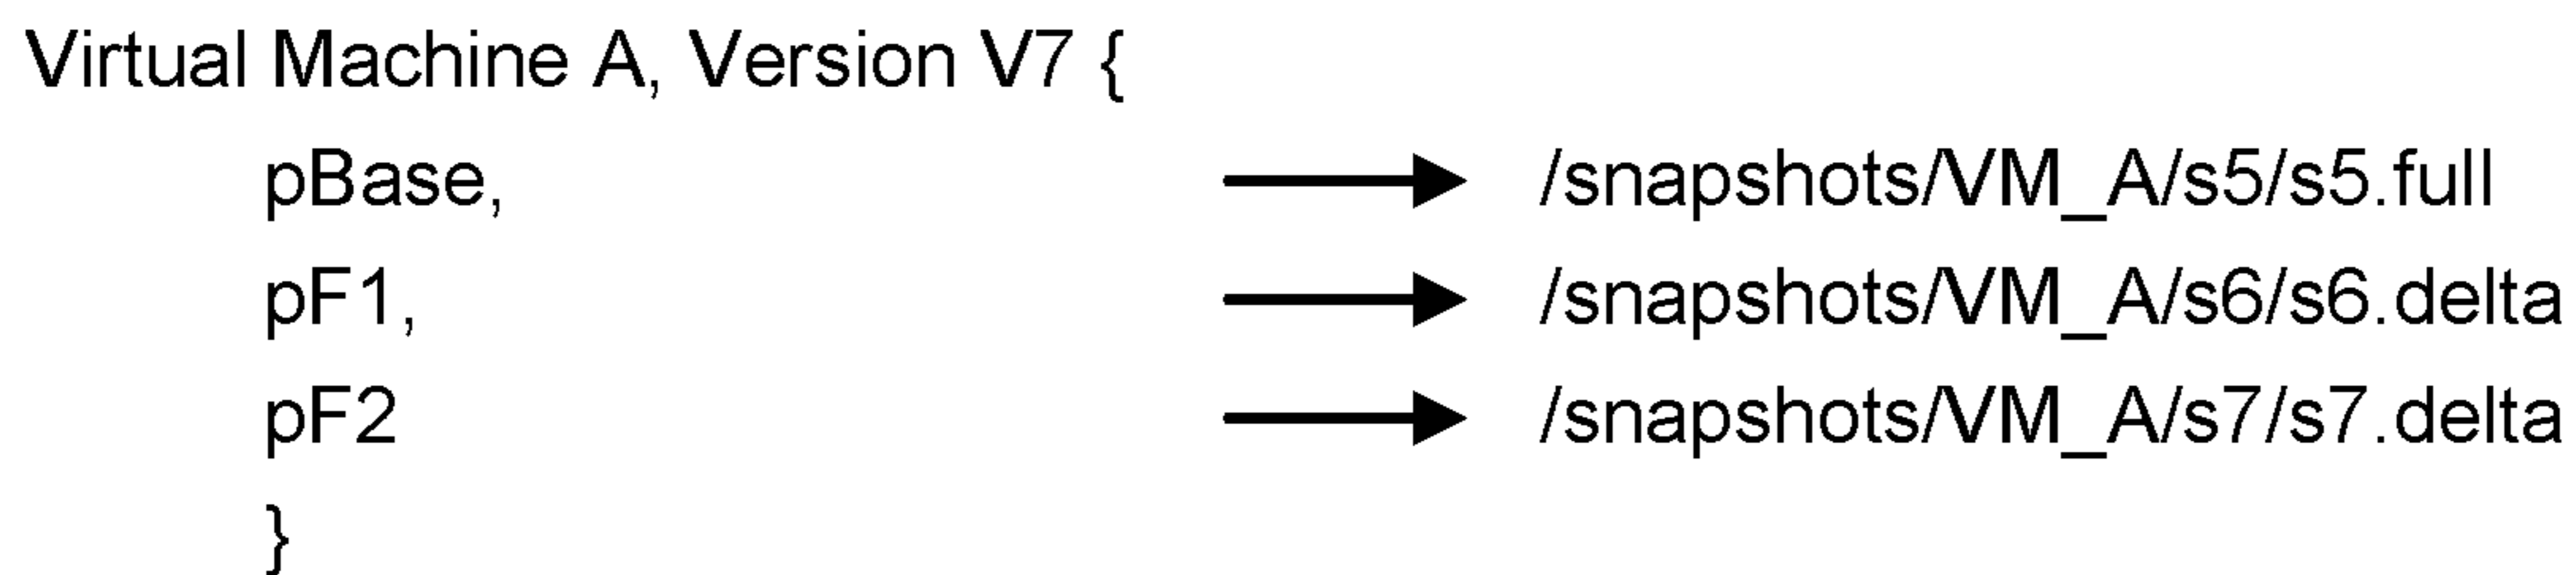 Virtual Machine A, Version V7 {
pBase, /snapshots/VM_A/s5/s5.full
pF1, /snapshots/VM_A/s6/s6.delta
pF2 /snapshots/VM_A/s7/s7.delta
}